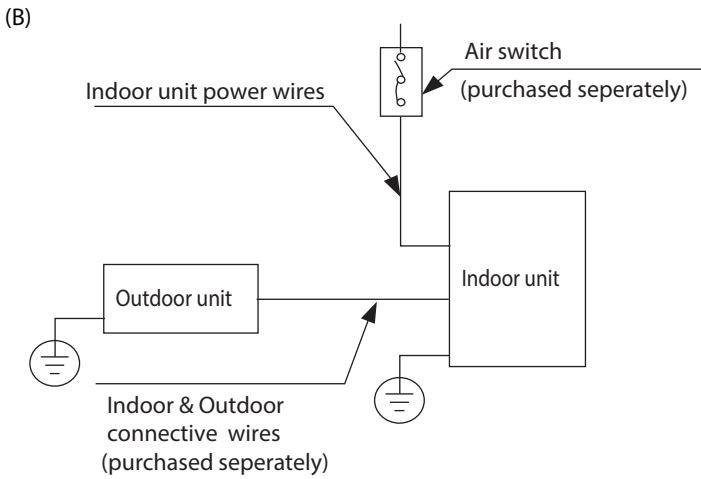 (B)
Air switch
(purchased seperately)
Indoor unit power wires
Indoor unit
Outdoor unit
Indoor & Outdoor
connective wires
(purchased seperately)